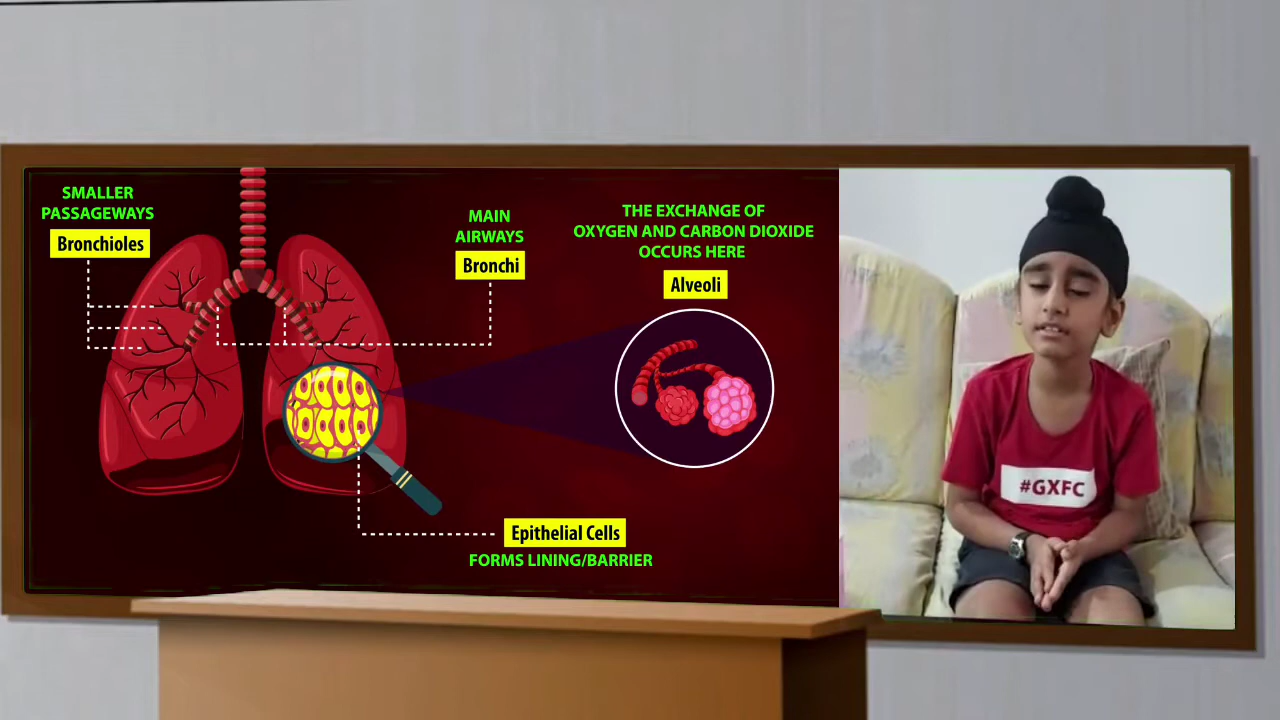 SMALLER
PASSAGEWAYS
Bronchioles
MAIN
AIRWAYS
Bronchi
THE EXCHANGE OF
OXYGEN AND CARBON DIOXIDE
OCCURS HERE
Alveoli
Epithelial Cells
FORMS LINING/BARRIER
#GXFC